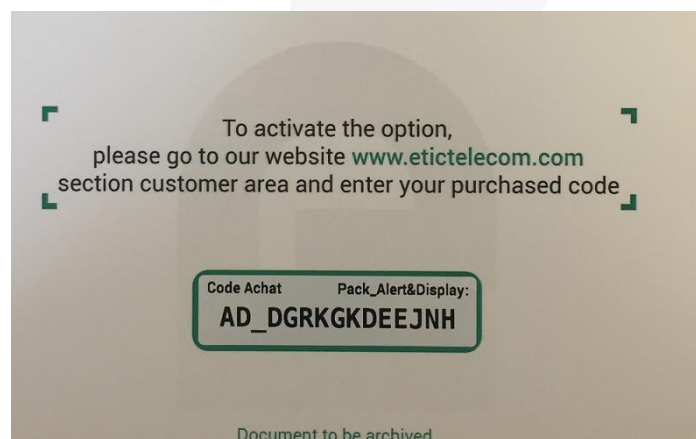 To activate the option,
please go to our website www.etictelecom.com
section customer area and enter your purchased code
Code Achat Pack_Alert&Display:
AD_DGRKGKDEEJNH
Document to be archived